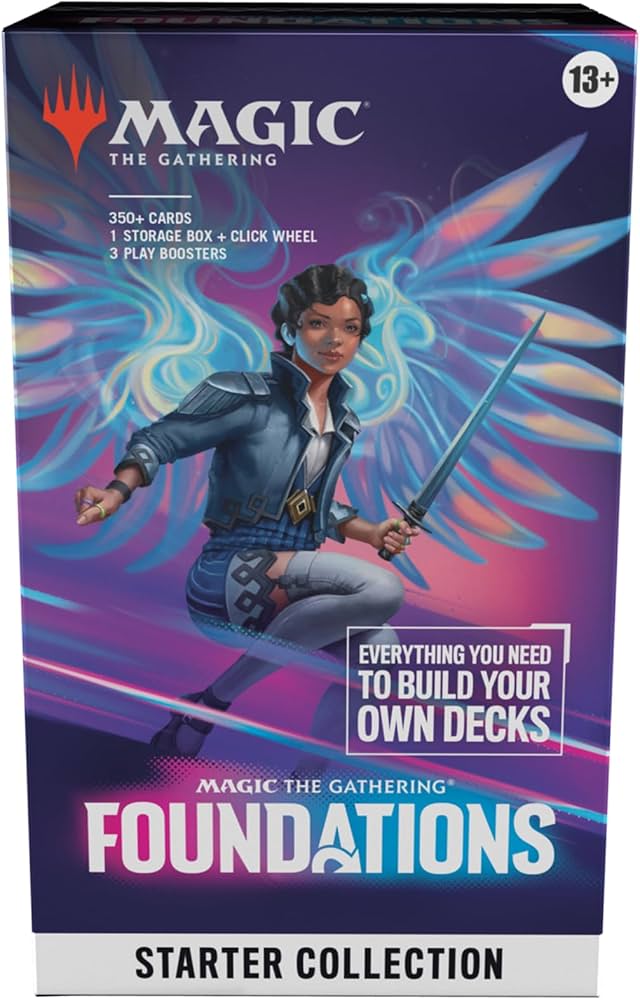 13+
MAGIC®
THE GATHERING
350+ CARDS
1 STORAGE BOX + CLICK WHEEL
3 PLAY BOOSTERS
EVERYTHING YOU NEED
TO BUILD YOUR
OWN DECKS
MAGIC THE GATHERING®
FOUNDATIONS
STARTER COLLECTION